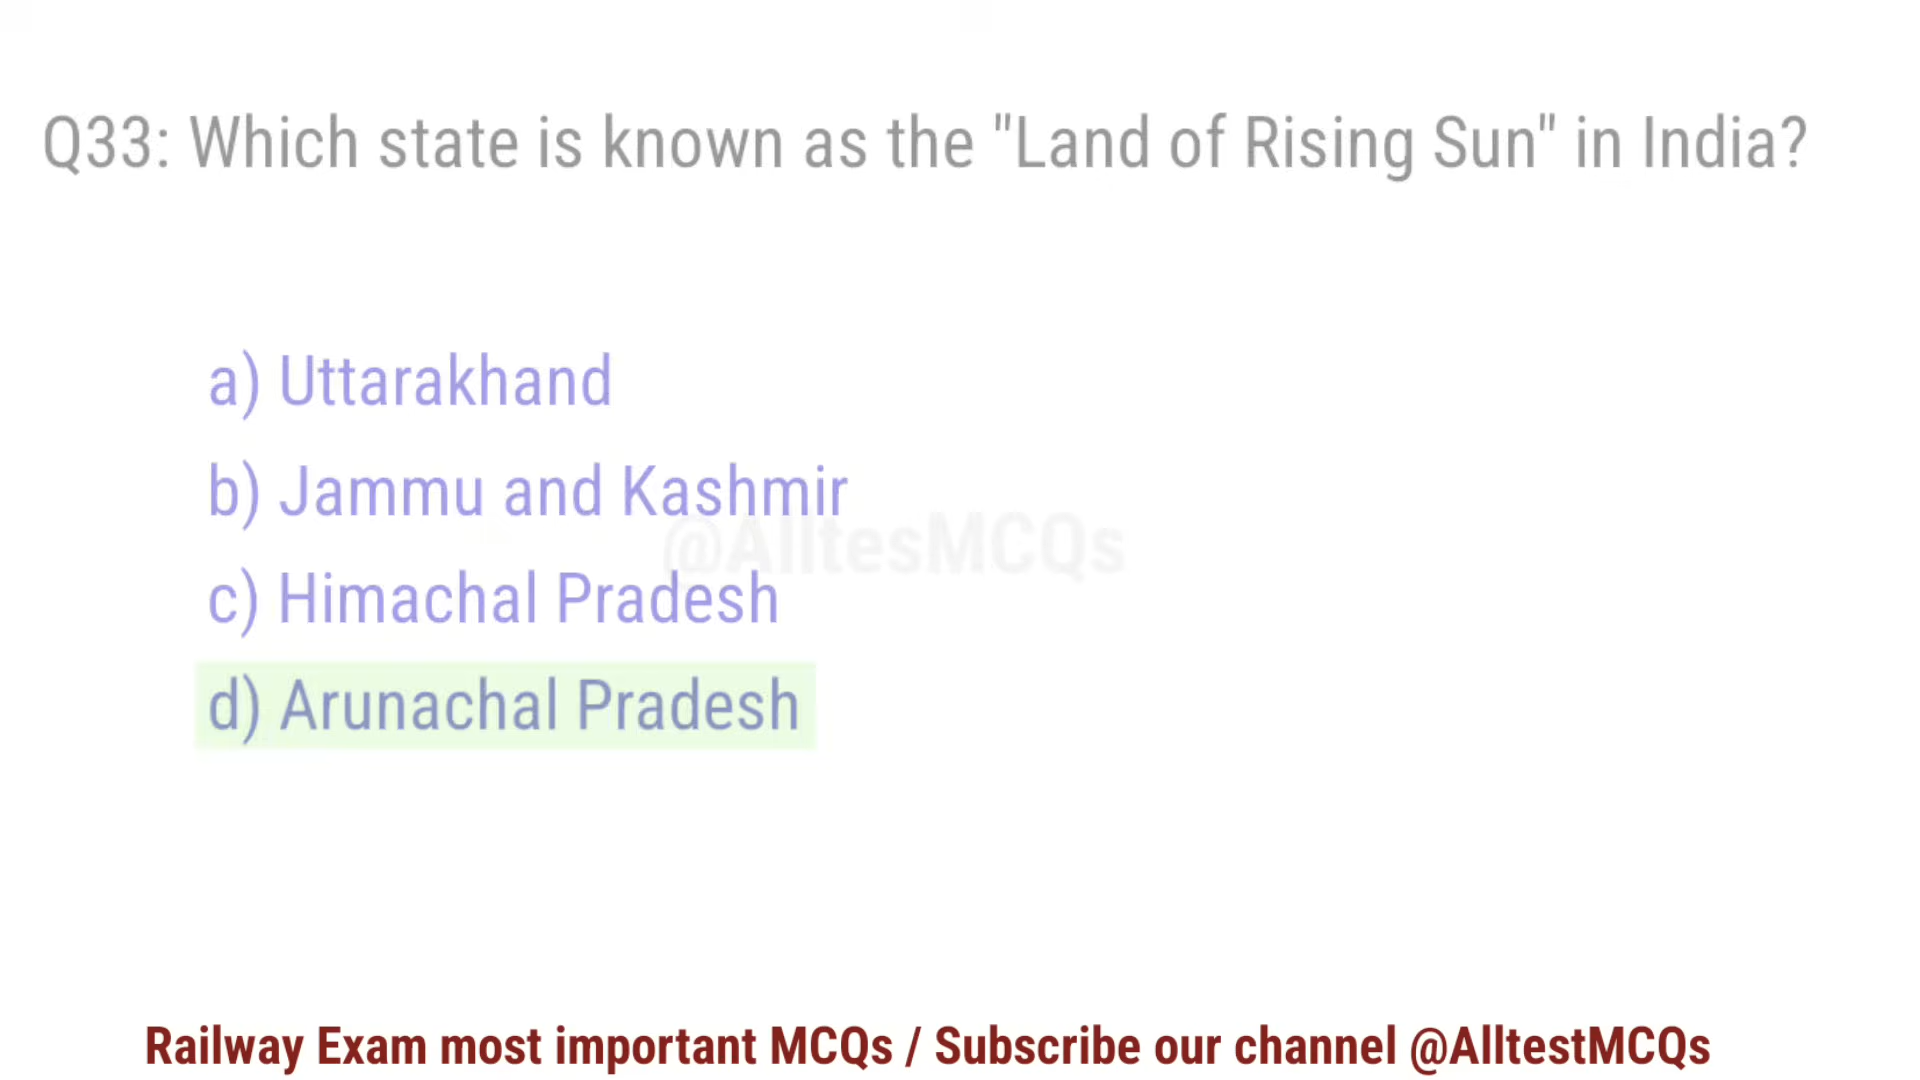 Q33: Which state is known as the "Land of Rising Sun" in India?
a) Uttarakhand
b) Jammu and Kashmir
@AlltesMCQs
c) Himachal Pradesh
d) Arunachal Pradesh
Railway Exam most important MCQs / Subscribe our channel @AlltestMCQs